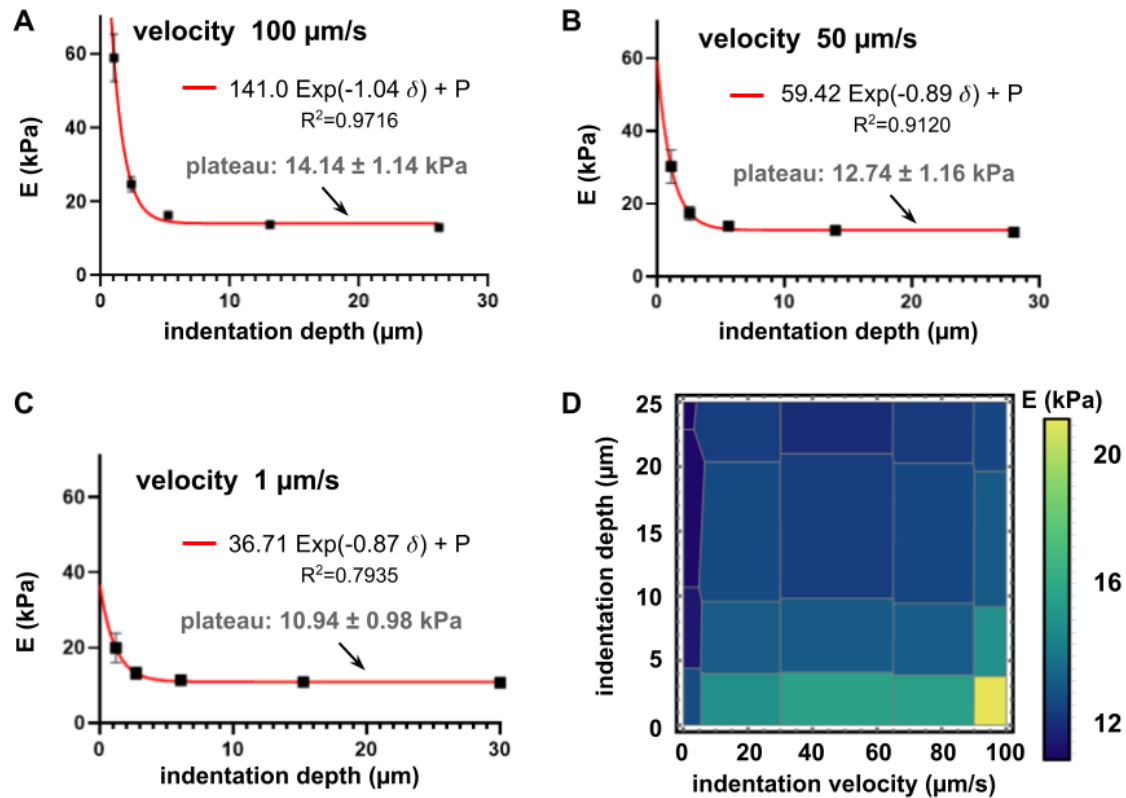 A
velocity 100 µm/s
141.0 Exp(-1.04 δ) + P
R²=0.9716
plateau: 14.14 ± 1.14 kPa
E (kPa)
60
40
20
0
0 10 20 30
indentation depth (µm)
B
velocity 50 µm/s
59.42 Exp(-0.89 δ) + P
R²=0.9120
plateau: 12.74 ± 1.16 kPa
E (kPa)
60
40
20
0
0 10 20 30
indentation depth (µm)
C
velocity 1 µm/s
36.71 Exp(-0.87 δ) + P
R²=0.7935
plateau: 10.94 ± 0.98 kPa
E (kPa)
60
40
20
0
0 10 20 30
indentation depth (µm)
D
E (kPa)
25
20
15
10
5
0
indentation depth (µm)
0 20 40 60 80 100
indentation velocity (µm/s)
20
16
12